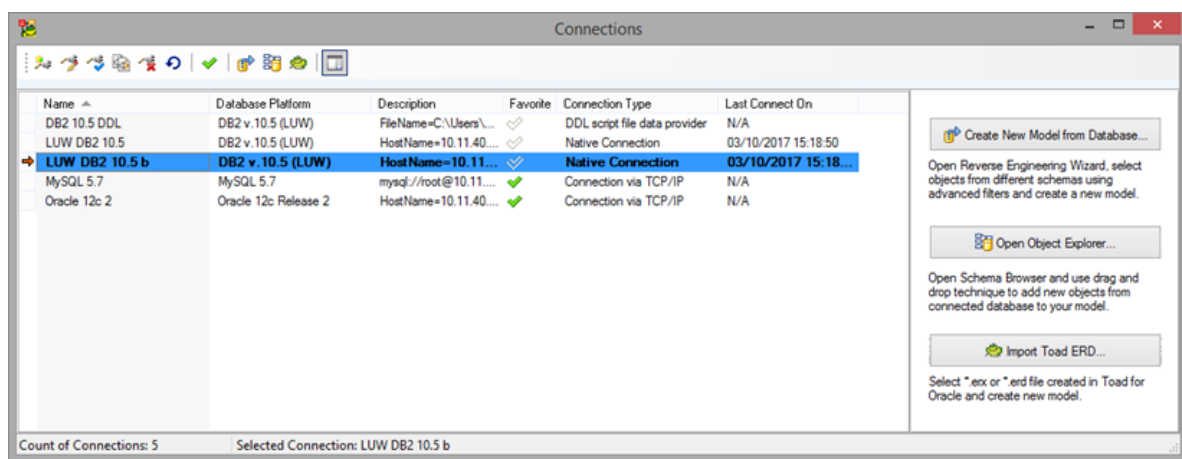 Connections
Name Database Platform Description Favorite Connection Type Last Connect On
DB2 10.5 DDL DB2 v.10.5 (LUW) FileName=C:\Users\... DDL script file data provider N/A
LUW DB2 10.5 DB2 v.10.5 (LUW) HostName=10.11.40.... Native Connection 03/10/2017 15:18:50
LUW DB2 10.5 b DB2 v.10.5 (LUW) HostName=10.11... Native Connection 03/10/2017 15:18...
MySQL 5.7 MySQL 5.7 mysql://root@10.11.... Connection via TCP/IP N/A
Oracle 12c 2 Oracle 12c Release 2 HostName=10.11.40.... Connection via TCP/IP N/A
Create New Model from Database...
Open Reverse Engineering Wizard, select
objects from different schemas using
advanced filters and create a new model.
Open Object Explorer...
Open Schema Browser and use drag and
drop technique to add new objects from
connected database to your model.
Import Toad ERD...
Select *.erx or *.erd file created in Toad for
Oracle and create new model.
Count of Connections: 5 Selected Connection: LUW DB2 10.5 b